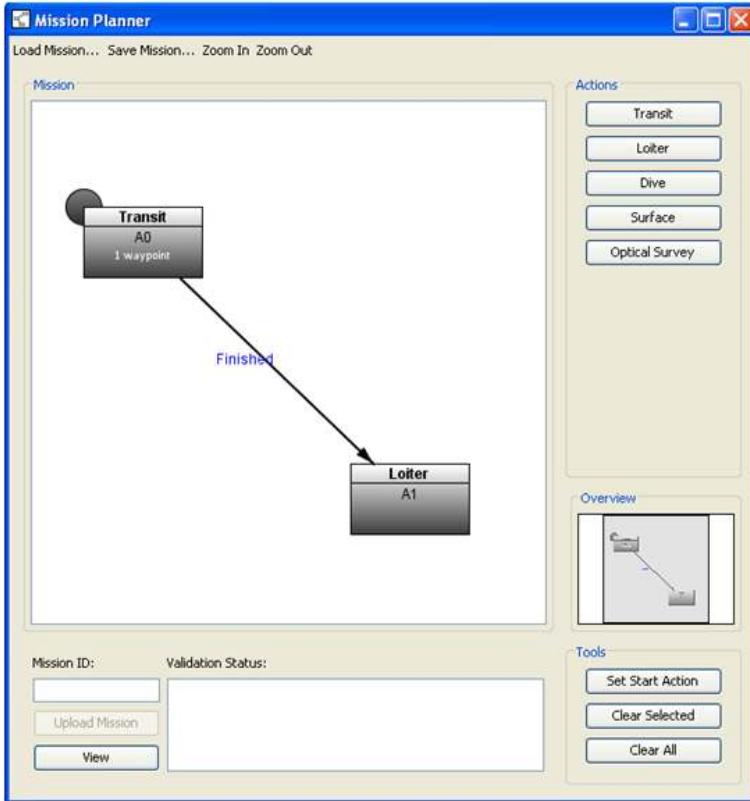 Mission Planner
Load Mission... Save Mission... Zoom In Zoom Out
Mission
Transit
A0
1 waypoint
Finished
Loiter
A1
Actions
Transit
Loiter
Dive
Surface
Optical Survey
Overview
Mission ID:
Validation Status:
Upload Mission
View
Tools
Set Start Action
Clear Selected
Clear All